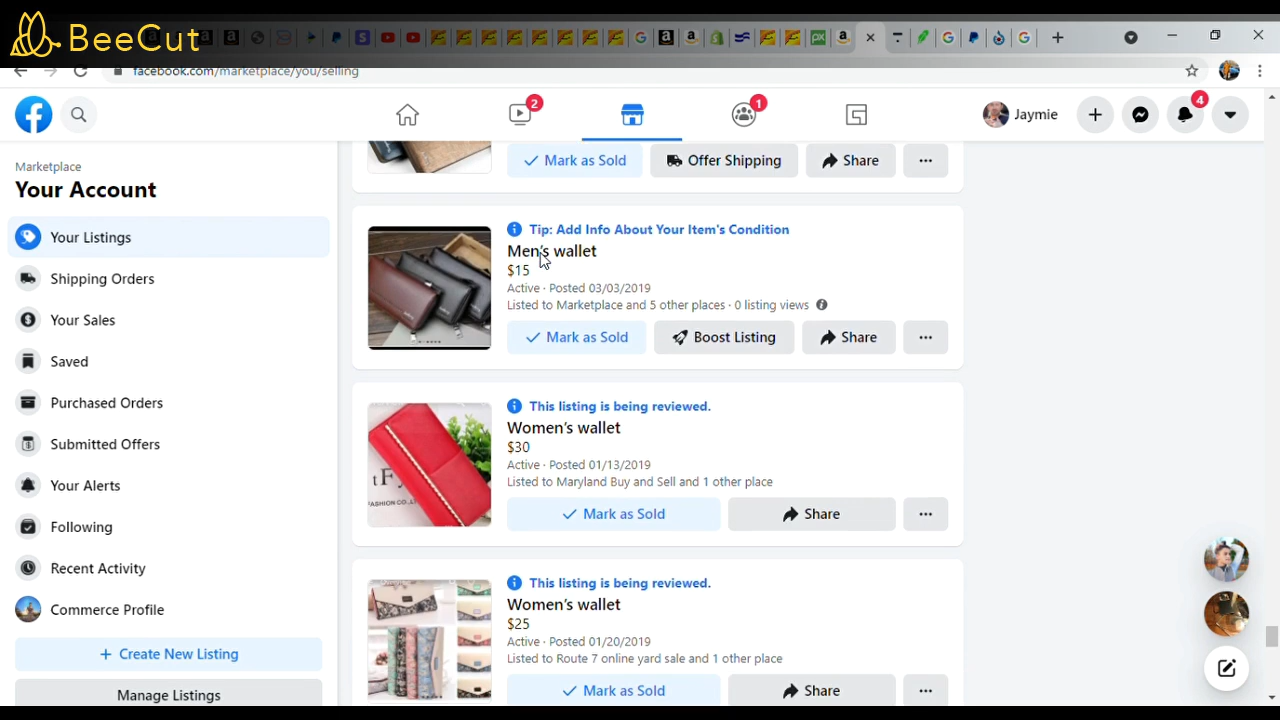 BeeCut
facebook.com/marketplace/you/selling
2
1
Jaymie
4
Marketplace
Your Account
Your Listings
Shipping Orders
Your Sales
Saved
Purchased Orders
Submitted Offers
Your Alerts
Following
Recent Activity
Commerce Profile
+ Create New Listing
Manage Listings
Mark as Sold
Offer Shipping
Share
Tip: Add Info About Your Item's Condition
Men's wallet
$15
Active · Posted 03/03/2019
Listed to Marketplace and 5 other places · 0 listing views
Mark as Sold
Boost Listing
Share
This listing is being reviewed.
Women's wallet
$30
Active · Posted 01/13/2019
Listed to Maryland Buy and Sell and 1 other place
Mark as Sold
Share
This listing is being reviewed.
Women's wallet
$25
Active · Posted 01/20/2019
Listed to Route 7 online yard sale and 1 other place
Mark as Sold
Share